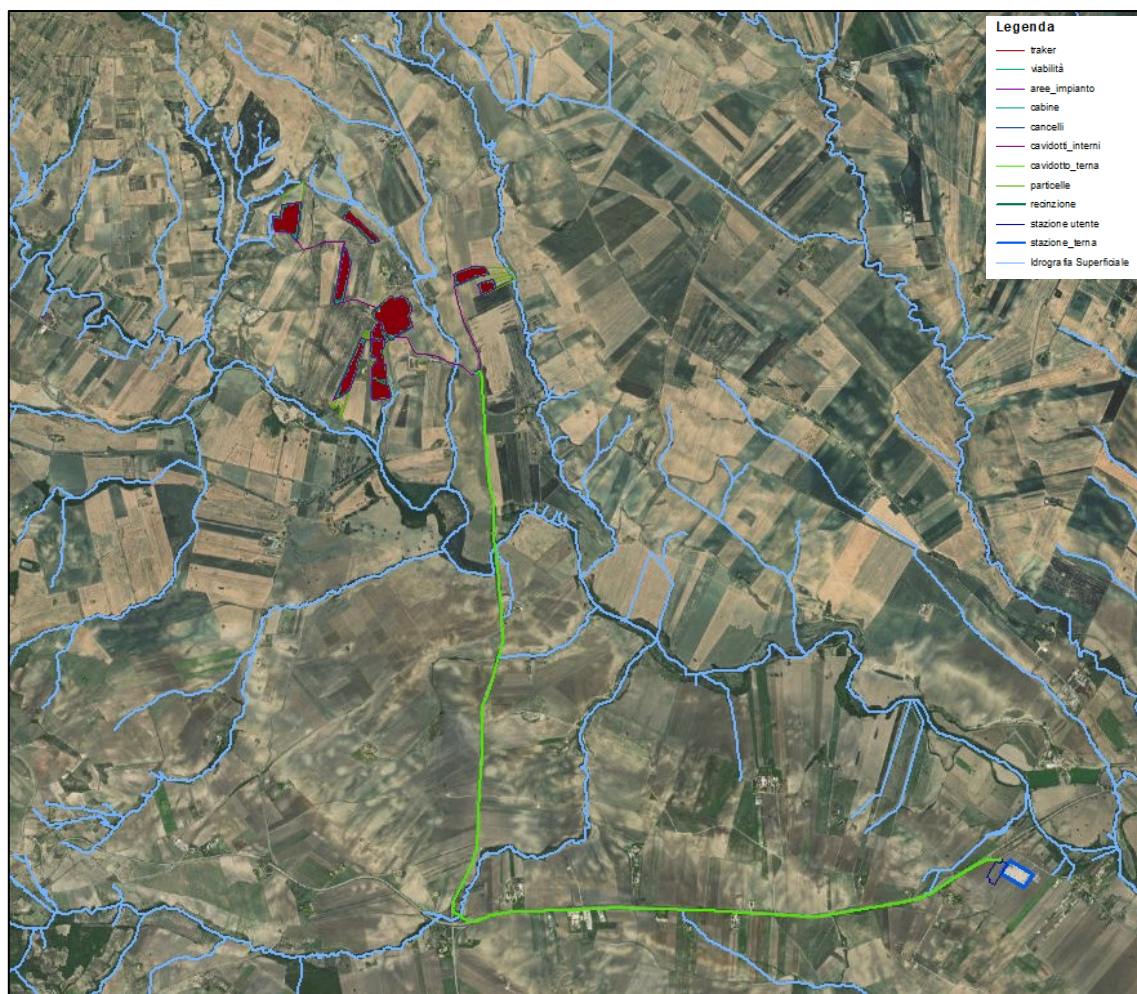 Legenda
traker
viabilità
aree_impianto
cabine
cancelli
cavidotti_interni
cavidotto_terna
particelle
recinzione
stazione utente
stazione_terna
Idrografia Superficiale